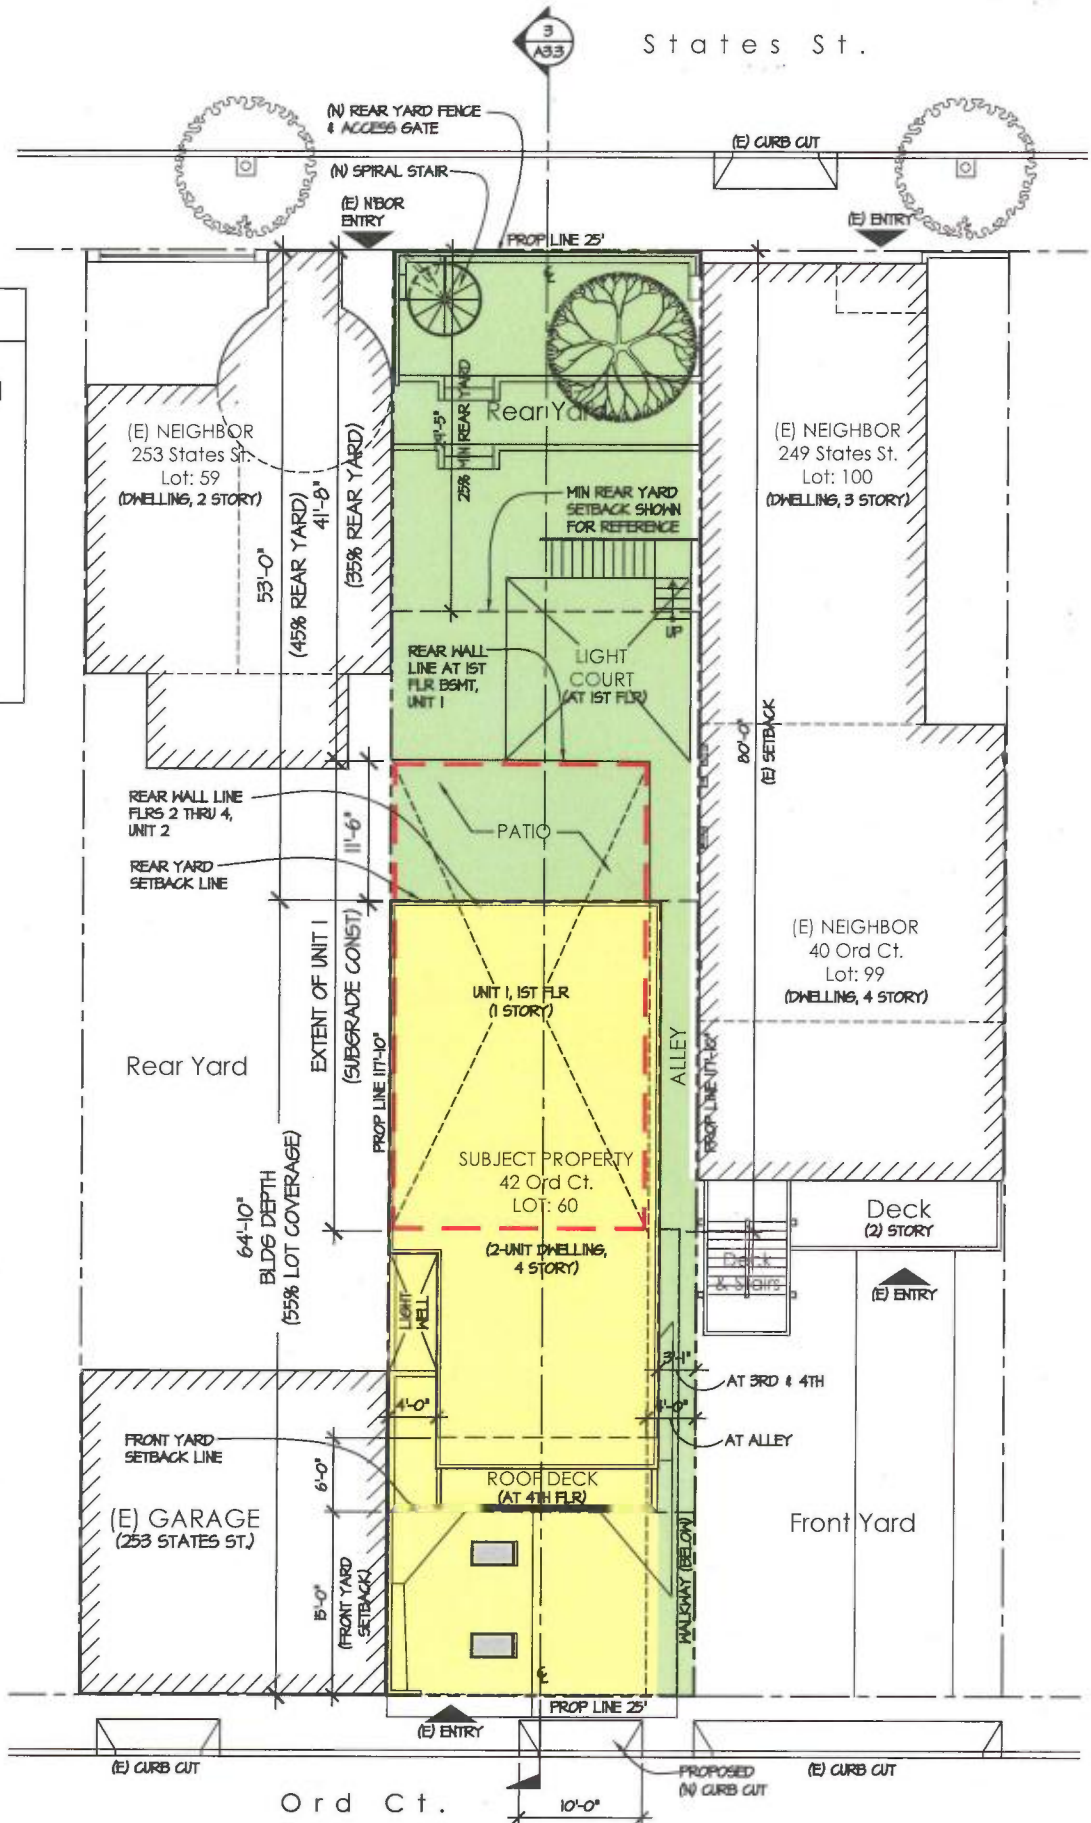 3
A3.3
States St.
(N) REAR YARD FENCE
& ACCESS GATE
(E) CURB CUT
(N) SPIRAL STAIR
(E) N'BOR
ENTRY
(E) ENTRY
PROP LINE 25'
℄
Rear Yard
25% MIN REAR YARD
(E) NEIGHBOR
253 States St.
Lot: 59
(DWELLING, 2 STORY)
(E) NEIGHBOR
249 States St.
Lot: 100
(DWELLING, 3 STORY)
53'-0"
(45% REAR YARD)
41'-8"
(35% REAR YARD)
MIN REAR YARD
SETBACK SHOWN
FOR REFERENCE
UP
REAR WALL
LINE AT 1ST
FLR BSMT,
UNIT 1
LIGHT
COURT
(AT 1ST FLR)
80'-0"
(E) SETBACK
REAR WALL LINE
FLRS 2 THRU 4,
UNIT 2
11'-6"
PATIO
REAR YARD
SETBACK LINE
EXTENT OF UNIT 1
(SUBGRADE CONST)
UNIT 1, 1ST FLR
(1 STORY)
(E) NEIGHBOR
40 Ord Ct.
Lot: 99
(DWELLING, 4 STORY)
Rear Yard
PROP LINE 117'-10"
ALLEY
PROP LINE 117'-10"
64'-10"
BLDG DEPTH
(55% LOT COVERAGE)
SUBJECT PROPERTY
42 Ord Ct.
LOT: 60
(2-UNIT DWELLING,
4 STORY)
Deck
(2) STORY
Deck
& Stairs
(E) ENTRY
LIGHT
WELL
3'-1"
AT 3RD & 4TH
4'-0"
4'-0"
AT ALLEY
FRONT YARD
SETBACK LINE
6'-0"
ROOF DECK
(AT 4TH FLR)
(E) GARAGE
(253 STATES ST.)
Front Yard
15'-0"
(FRONT YARD
SETBACK)
WALKWAY (BELOW)
℄
PROP LINE 25'
(E) ENTRY
(E) CURB CUT
PROPOSED
(N) CURB CUT
(E) CURB CUT
Ord Ct.
10'-0"